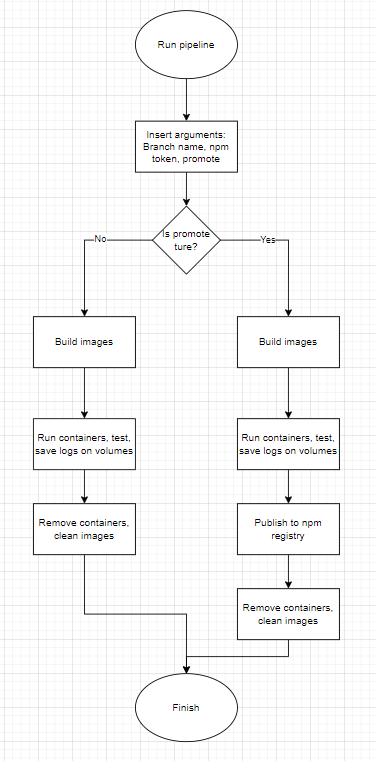 Run pipeline
Insert arguments:
Branch name, npm
token, promote
Is promote
ture?
No
Yes
Build images
Build images
Run containers, test,
save logs on volumes
Run containers, test,
save logs on volumes
Remove containers,
clean images
Publish to npm
registry
Remove containers,
clean images
Finish